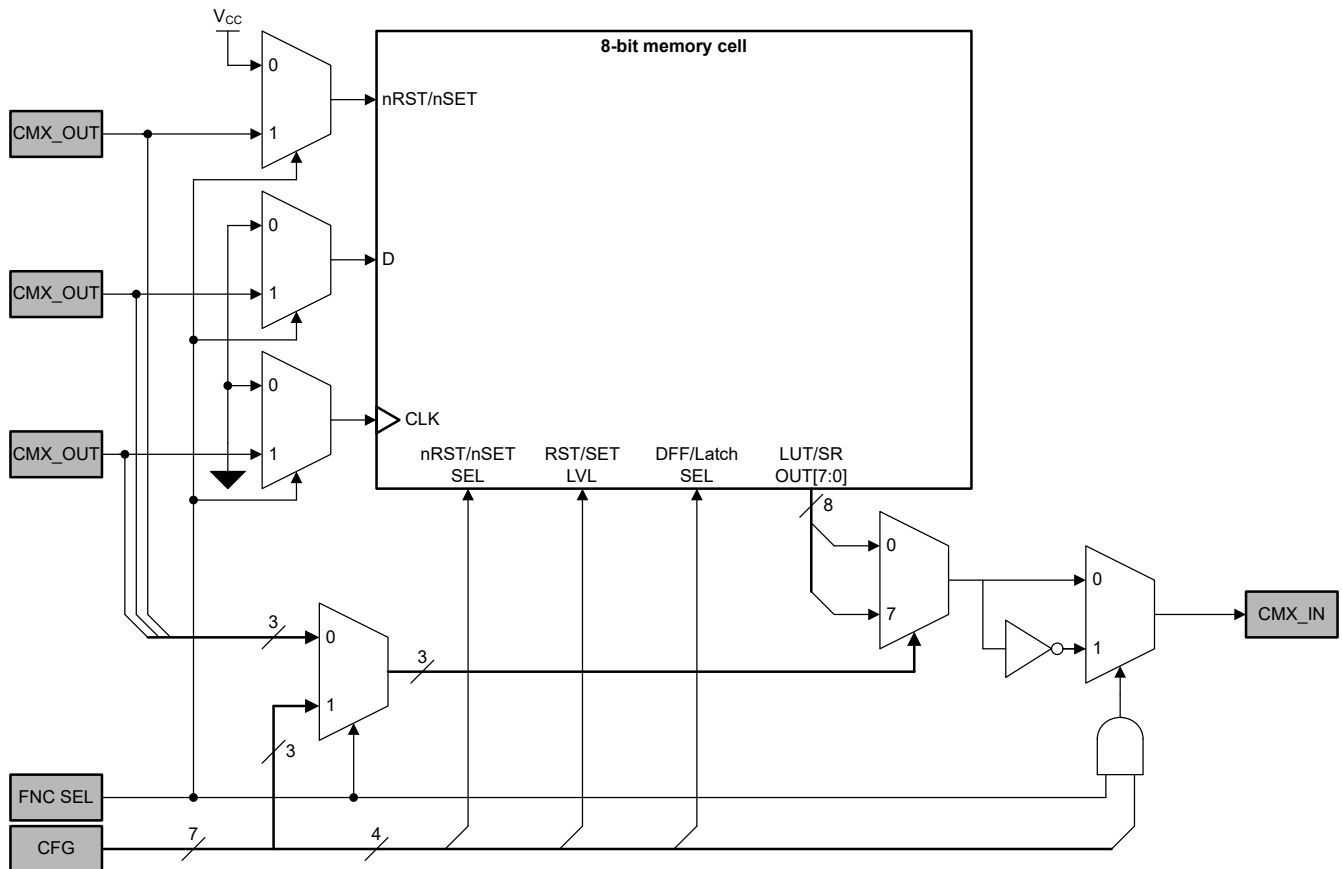 V_CC
8-bit memory cell
0
nRST/nSET
CMX_OUT
1
0
D
CMX_OUT
1
0
CLK
CMX_OUT
1
nRST/nSET
SEL
RST/SET
LVL
DFF/Latch
SEL
LUT/SR
OUT[7:0]
8
0
0
CMX_IN
7
1
3
0
3
1
3
FNC SEL
7
4
CFG